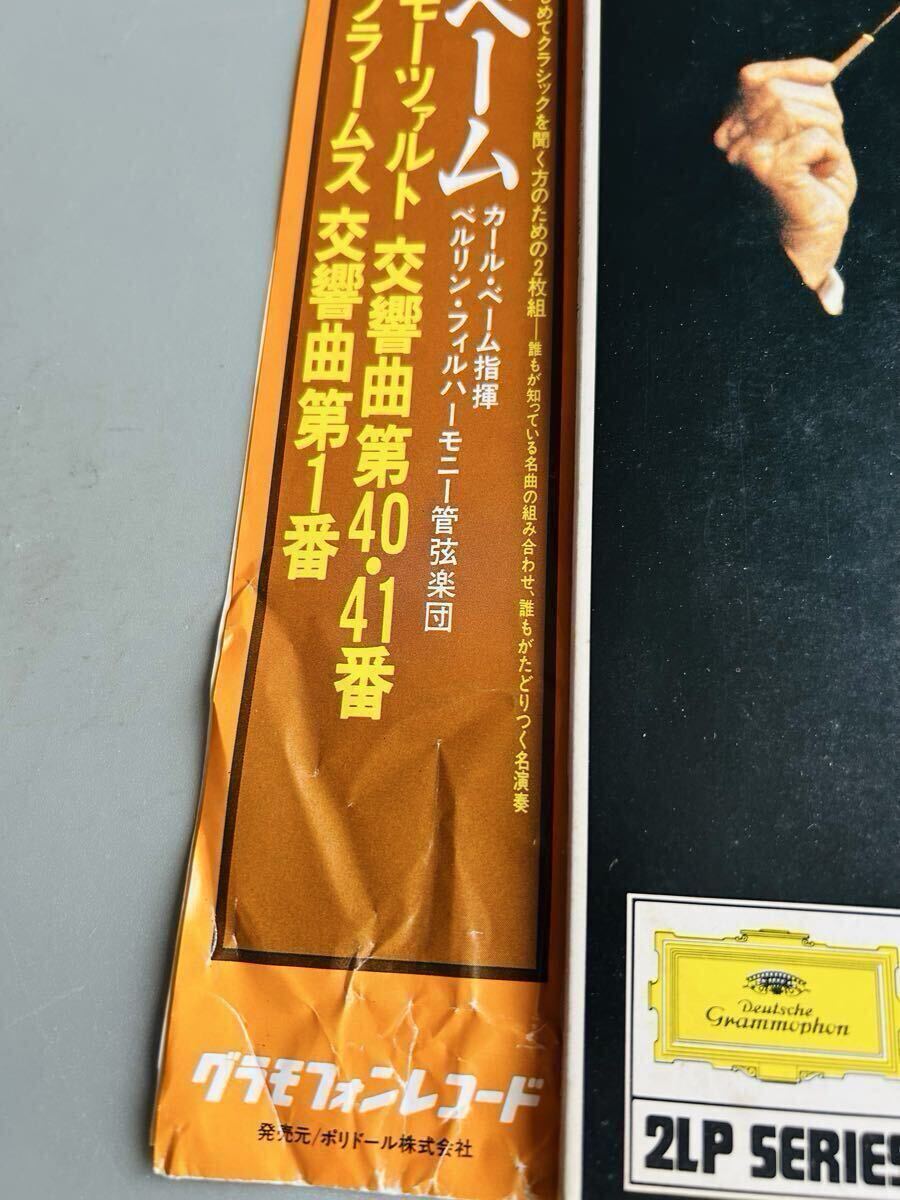 めてクラシックを聞く方のための2枚組―誰もが知っている名曲の組み合わせ、誰もがたどりつく名演奏
ベーム
カール・ベーム指揮
ベルリン・フィルハーモニー管弦楽団
モーツァルト 交響曲第40・41番
ブラームス 交響曲第1番
グラモフォンレコード
発売元/ポリドール株式会社
Deutsche
Grammophon
2LP SERIES